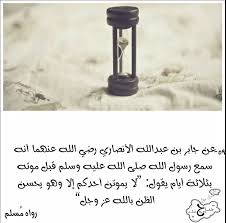 عن جابر بن عبدالله الأنصاري رضي الله عنهما انه
سمع رسول الله صلى الله عليه وسلم قبل موته
بثلاثة ايام يقول: "لا يموتن احدكم إلا وهو يحسن
الظن بالله عز وجل"
رواه مسلم